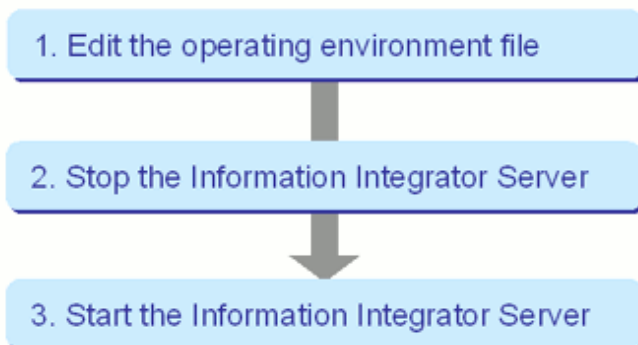 1. Edit the operating environment file
2. Stop the Information Integrator Server
3. Start the Information Integrator Server